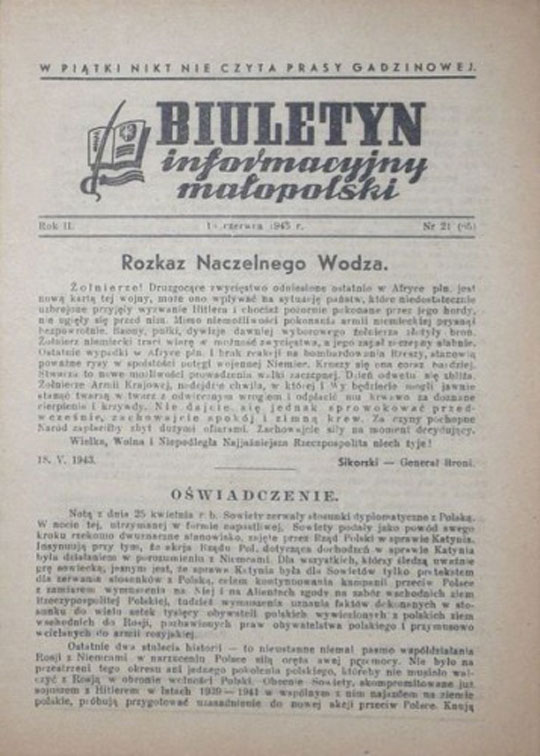 W PIĄTKI NIKT NIE CZYTA PRASY GADZINOWEJ.
BIULETYN
informacyjny
małopolski
Rok II. czerwca 1943 r. Nr 21
Rozkaz Naczelnego Wodza.
Żołnierze! Druzgocące zwycięstwo odniesione ostatnio w Afryce płn. jest
nową kartą tej wojny, może ono wpływać na sytuację państw, które niedostatecznie
uzbrojone przyjęły wyzwanie Hitlera i chociaż pozornie pokonane przez jego hordy,
nie ugięły się przed nim. Mimo niemożliwości pokonania armii niemieckiej prysnął
bezpowrotnie. Basony, pułki, dywizje dawniej wyborowego żołnierza złożyły broń.
Żołnierz niemiecki traci wierę w możność zwycięstwa, a jego zapał słabnie.
Ostatnie wypadki w Afryce płn. i brak reakcji na bombardowania Rzeszy, stanowią
poważne rysy w spoistości potęgi wojennej Niemiec. Kruszy się ona coraz bardziej.
Stwarza to nowe możliwości prowadzenia walki zaczepnej. Dzień odwetu się zbliża.
Żołnierze Armii Krajowej, nadejdzie chwila, w której i Wy będziecie mogli jawnie
stanąć twarzą w twarz z odwiecznym wrogiem i odpłacić mu krwawo za doznane
cierpienia i krzywdy. Nie dajcie się jednak sprowokować przed-
wcześnie, zachowajcie spokój i zimną krew. Za czyny pochopne
Naród zapłaciłby zbyt dużymi ofiarami. Zachowajcie siły na moment decydujący.
Wielka, Wolna i Niepodległa Najjaśniejsza Rzeczpospolita niech żyje!
18. V. 1943. Sikorski — Generał Broni.
OŚWIADCZENIE.
Notą z dnia 25 kwietnia r. b. Sowiety zerwały stosunki dyplomatyczne z Polską.
W nocie tej, utrzymanej w formie napastliwej, Sowiety podały jako powód swego
kroku rzekomo dwuznaczne stanowisko, zajęte przez Rząd Polski w sprawie Katynia.
Insynuują przy tym, że akcja Rządu Pol. dotycząca dochodzeń w sprawie Katynia
była działaniem w porozumieniu z Niemcami. Dla wszystkich, którzy śledzą uważnie
grę sowiecką, jasnym jest, że sprawa Katynia była dla Sowietów tylko pretekstem
dla zerwania stosunków z Polską, celem kontynuowania kampanii przeciw Polsce
z zamiarem wymuszenia na Niej i na Aliantach zgody na zabór wschodnich ziem
Rzeczypospolitej Polskiej, tudzież wymuszenia uznania faktów dokonanych w sto-
sunku do wielu setek tysięcy obywateli polskich wywiezionych z polskich ziem
wschodnich do Rosji, pozbawionych praw obywatelstwa polskiego i przymusowo
wcielanych do armii rosyjskiej.
Ostatnie dwa stulecia historii — to nieustanne niemal pasmo współdziałania
Rosji z Niemcami w narzuceniu Polsce siłą oręża swej przemocy. Nie było na
przestrzeni tego okresu ani jednego pokolenia polskiego, któreby nie musiało wal-
czyć z Rosją w obronie wolności Polski. Obecnie Sowiety, skompromitowane już
sojuszem z Hitlerem w latach 1939 — 1941 a wspólnym z nim najazdem na ziemie
polskie, próbują przygotować uzasadnienie do nowej akcji przeciw Polsce. Knują